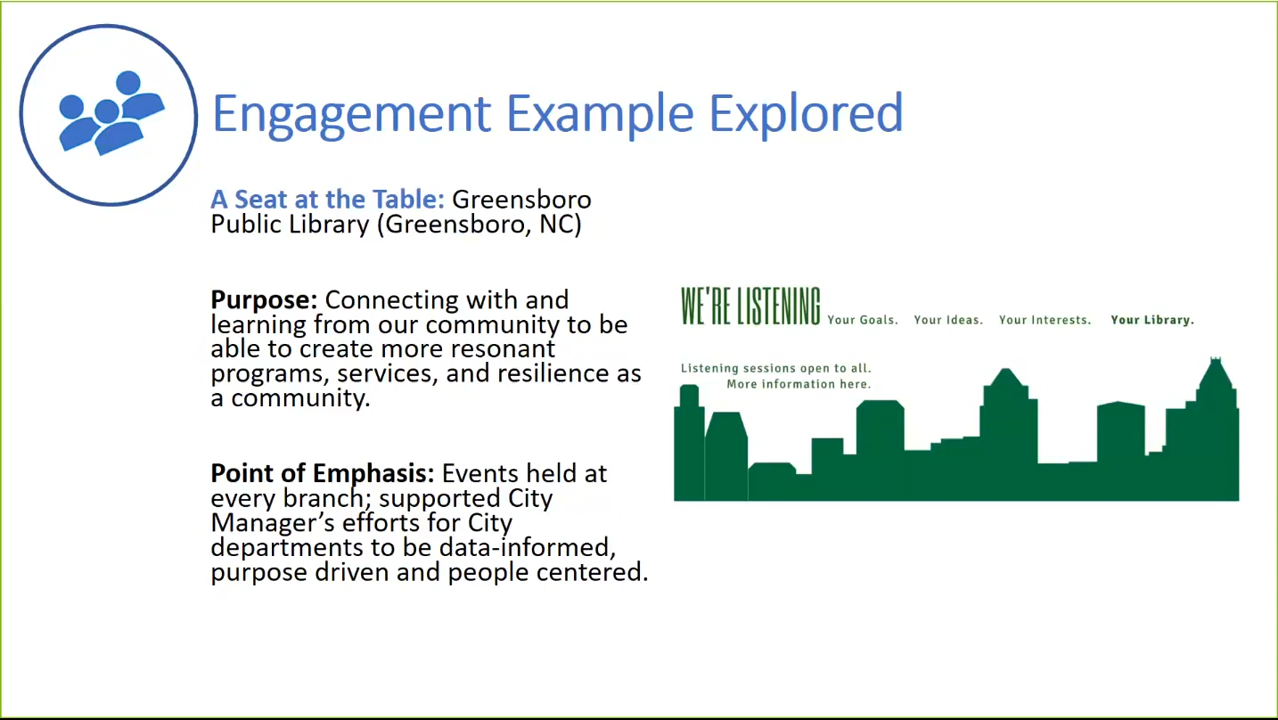 Engagement Example Explored
A Seat at the Table: Greensboro
Public Library (Greensboro, NC)
Purpose: Connecting with and
learning from our community to be
able to create more resonant
programs, services, and resilience as
a community.
Point of Emphasis: Events held at
every branch; supported City
Manager’s efforts for City
departments to be data-informed,
purpose driven and people centered.
WE'RE LISTENING Your Goals. Your Ideas. Your Interests. Your Library.
Listening sessions open to all.
More information here.